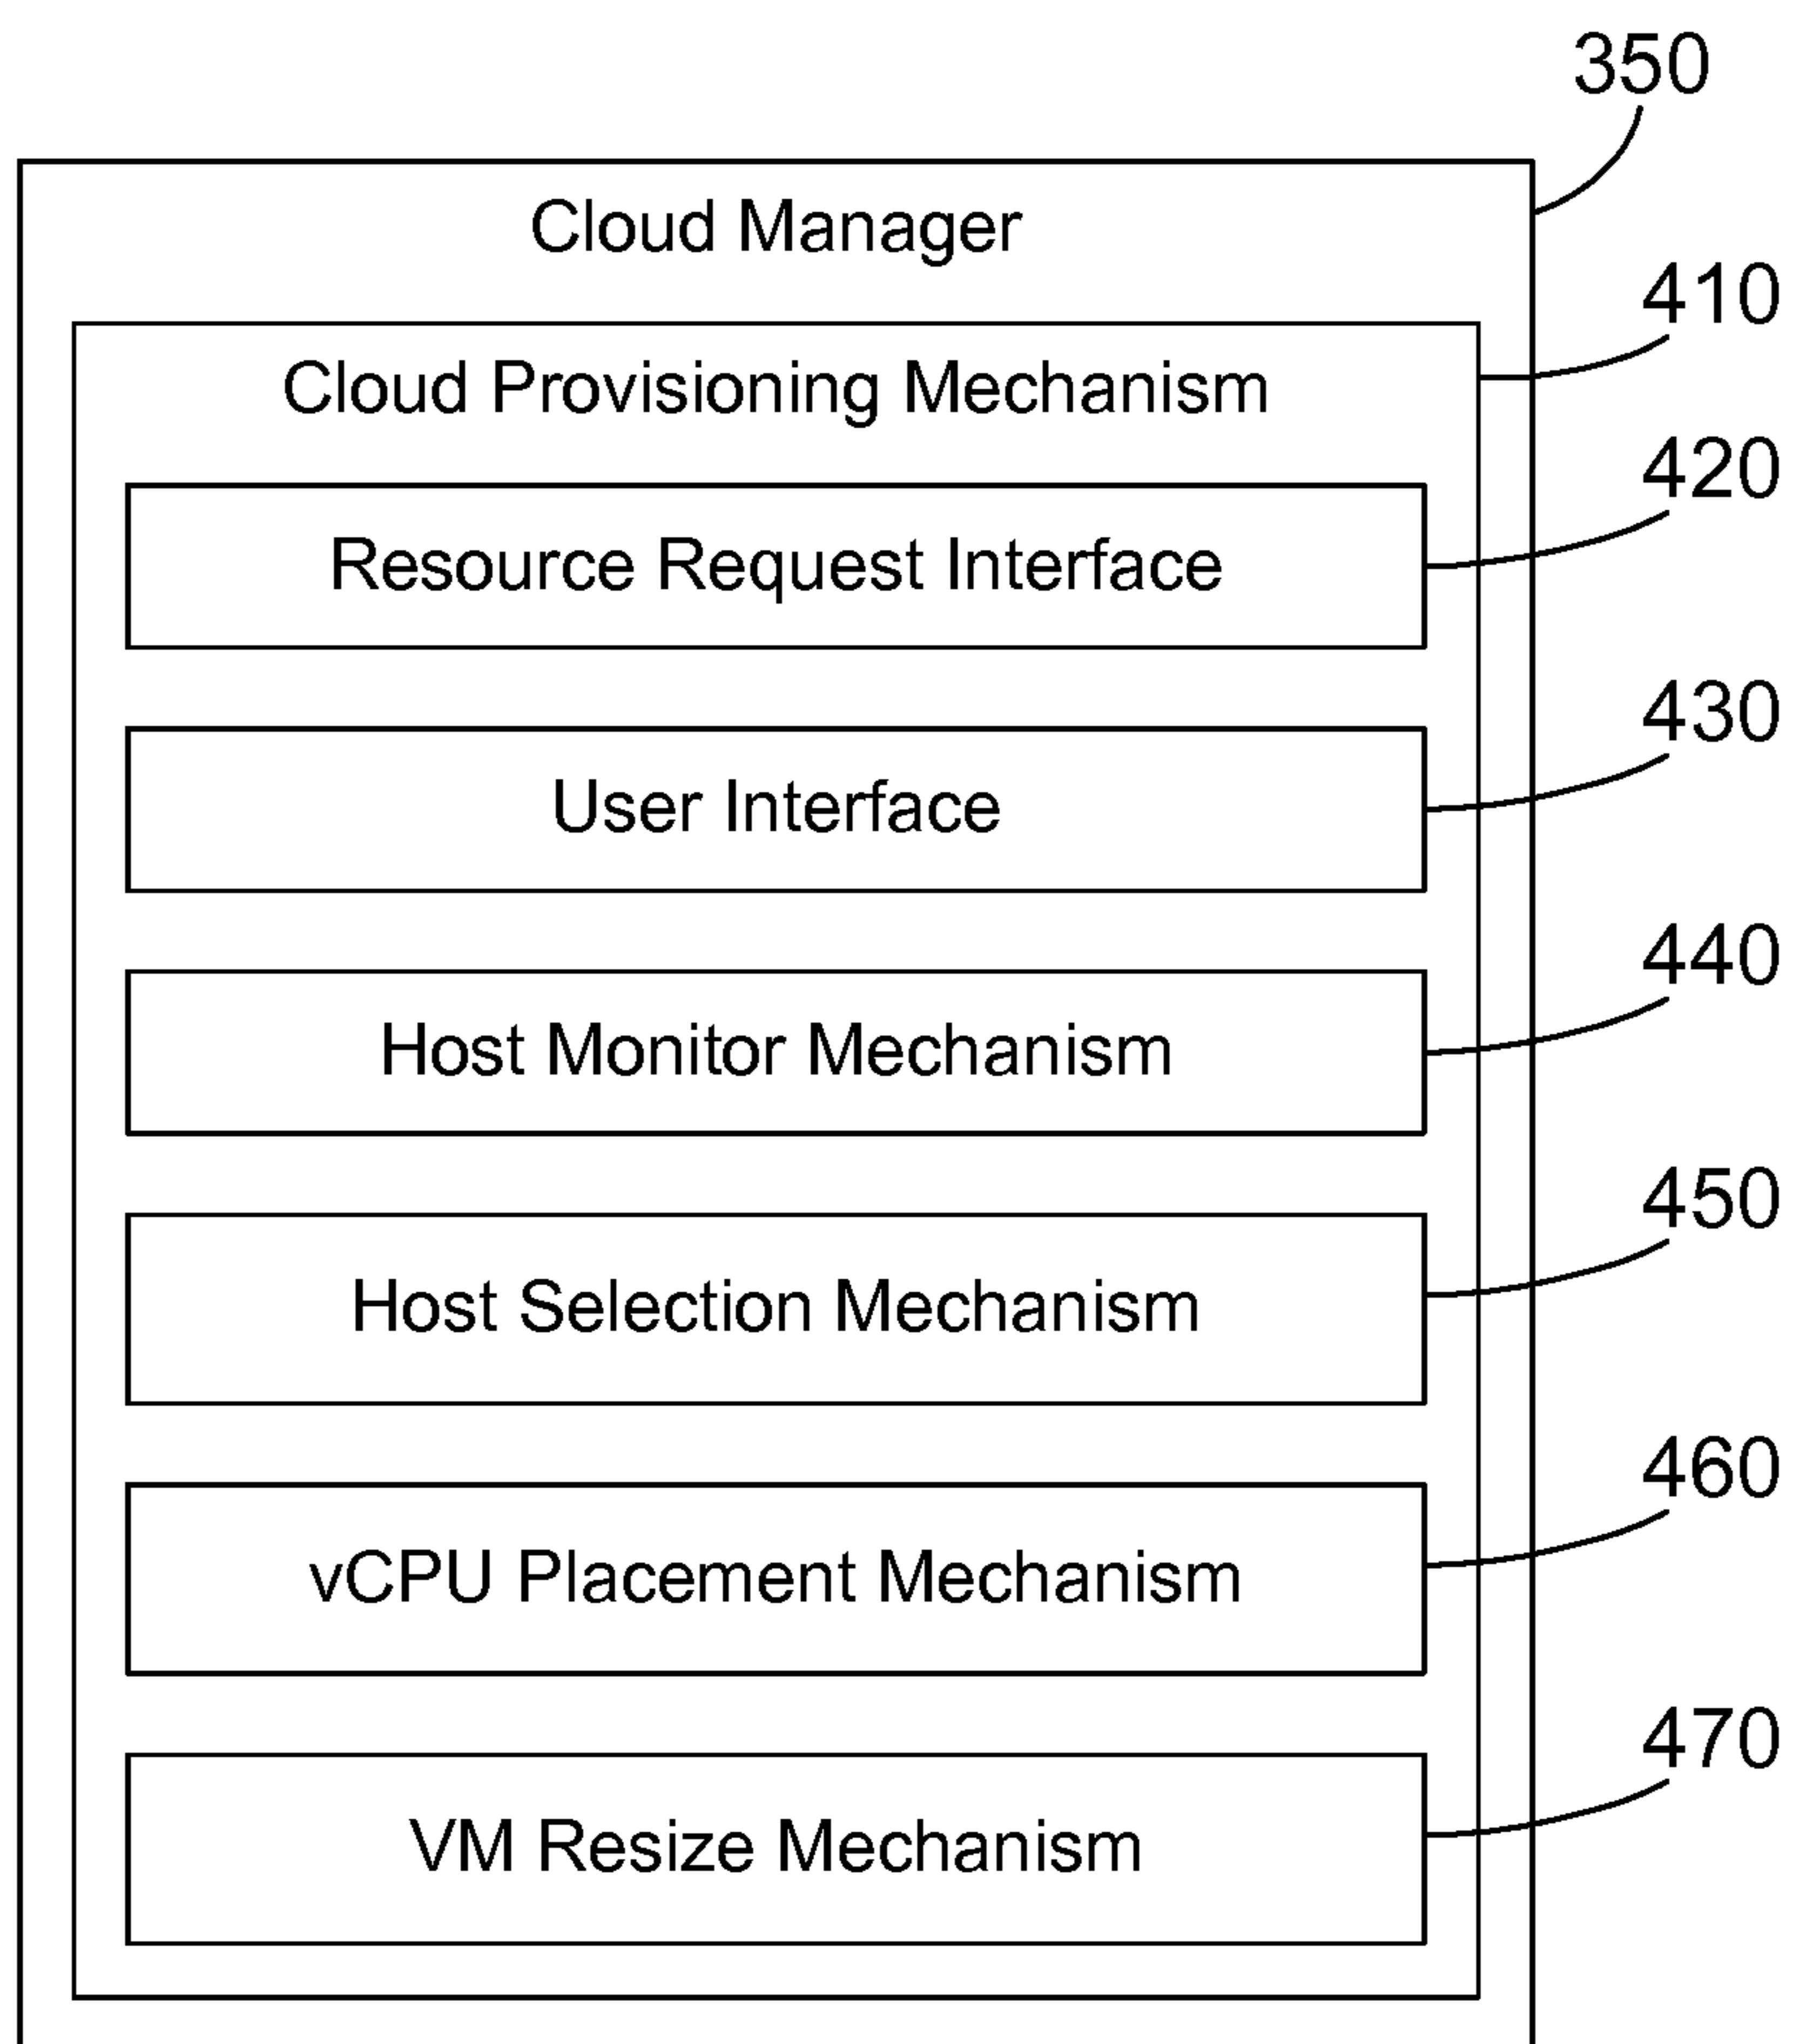 350
Cloud Manager
410
Cloud Provisioning Mechanism
420
Resource Request Interface
430
User Interface
440
Host Monitor Mechanism
450
Host Selection Mechanism
460
vCPU Placement Mechanism
470
VM Resize Mechanism